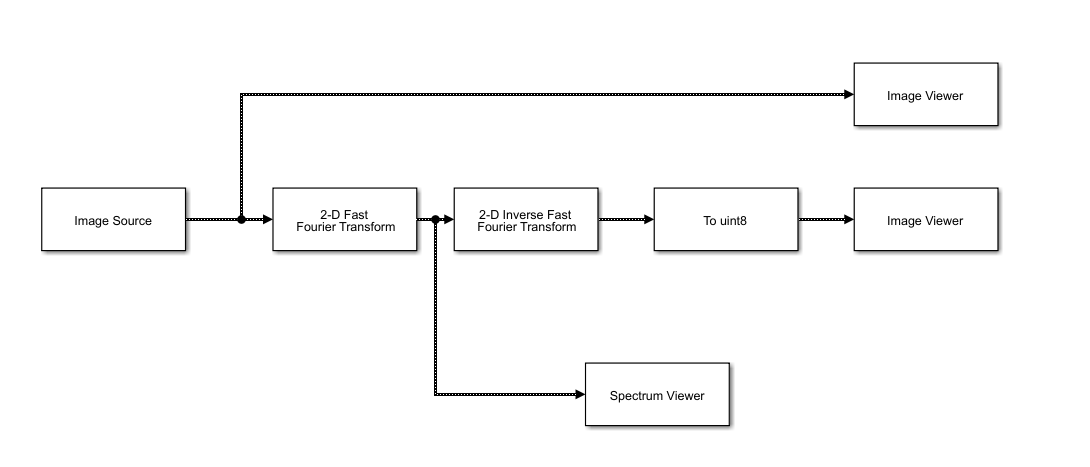 Image Viewer
Image Source
2-D Fast
Fourier Transform
2-D Inverse Fast
Fourier Transform
To uint8
Image Viewer
Spectrum Viewer